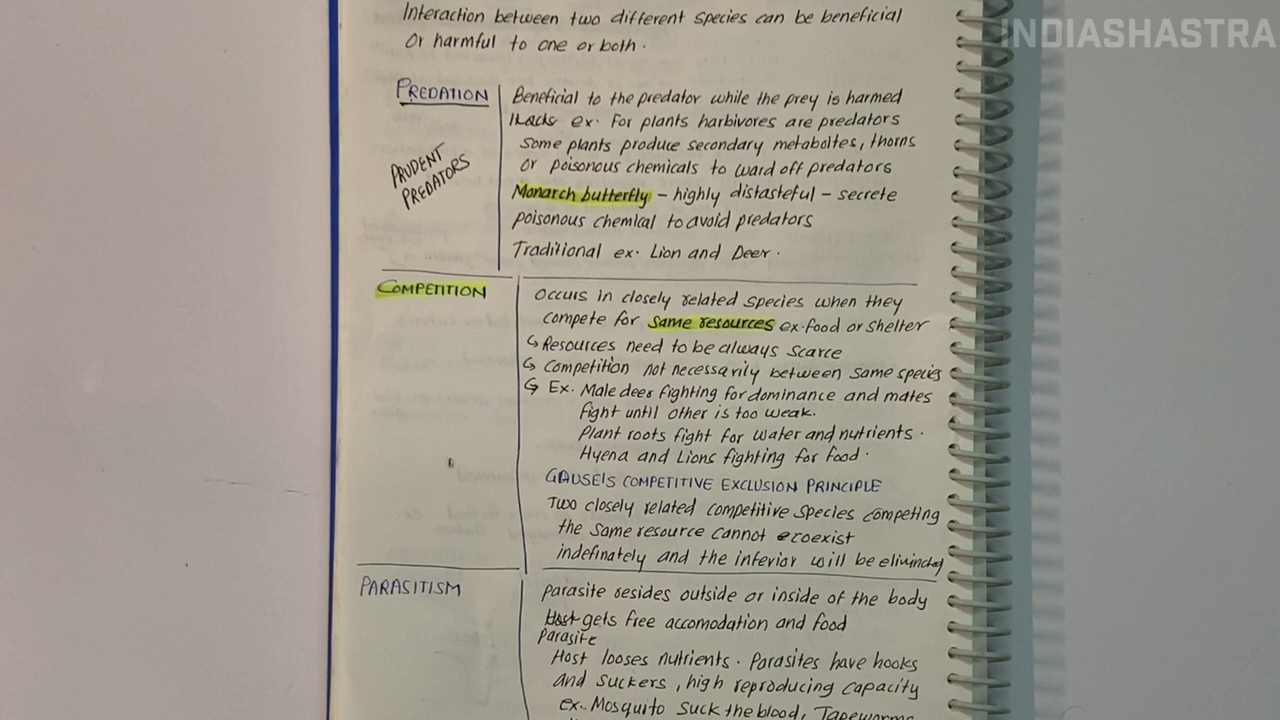 INDIASHASTRA
Interaction between two different species can be beneficial
Or harmful to one or both.
PREDATION
PRUDENT
PREDATORS
Beneficial to the predator while the prey is harmed
ex. For plants harbivores are predators
Some plants produce secondary metaboltes, thorns
or poisonous chemicals to ward off predators
Monarch butterfly – highly distasteful – secrete
poisonous chemical to avoid predators
Traditional ex. Lion and Deer.
COMPETITION
Occurs in closely related species when they
compete for same resources ex. food or shelter
↳ Resources need to be always scarce
↳ Competition not necessarily between same species
↳ Ex. Male deer fighting for dominance and mates
fight until other is too weak.
Plant roots fight for water and nutrients.
Hyena and Lions fighting for food.
GAUSE'S COMPETITIVE EXCLUSION PRINCIPLE
Two closely related competitive species competing
the same resource cannot coexist
indefinately and the inferior will be
PARASITISM
Parasite resides outside or inside of the body
Host gets free accomodation and food
Parasite
Host looses nutrients. Parasites have hooks
and suckers, high reproducing capacity
ex. Mosquito suck the blood, Tapeworms